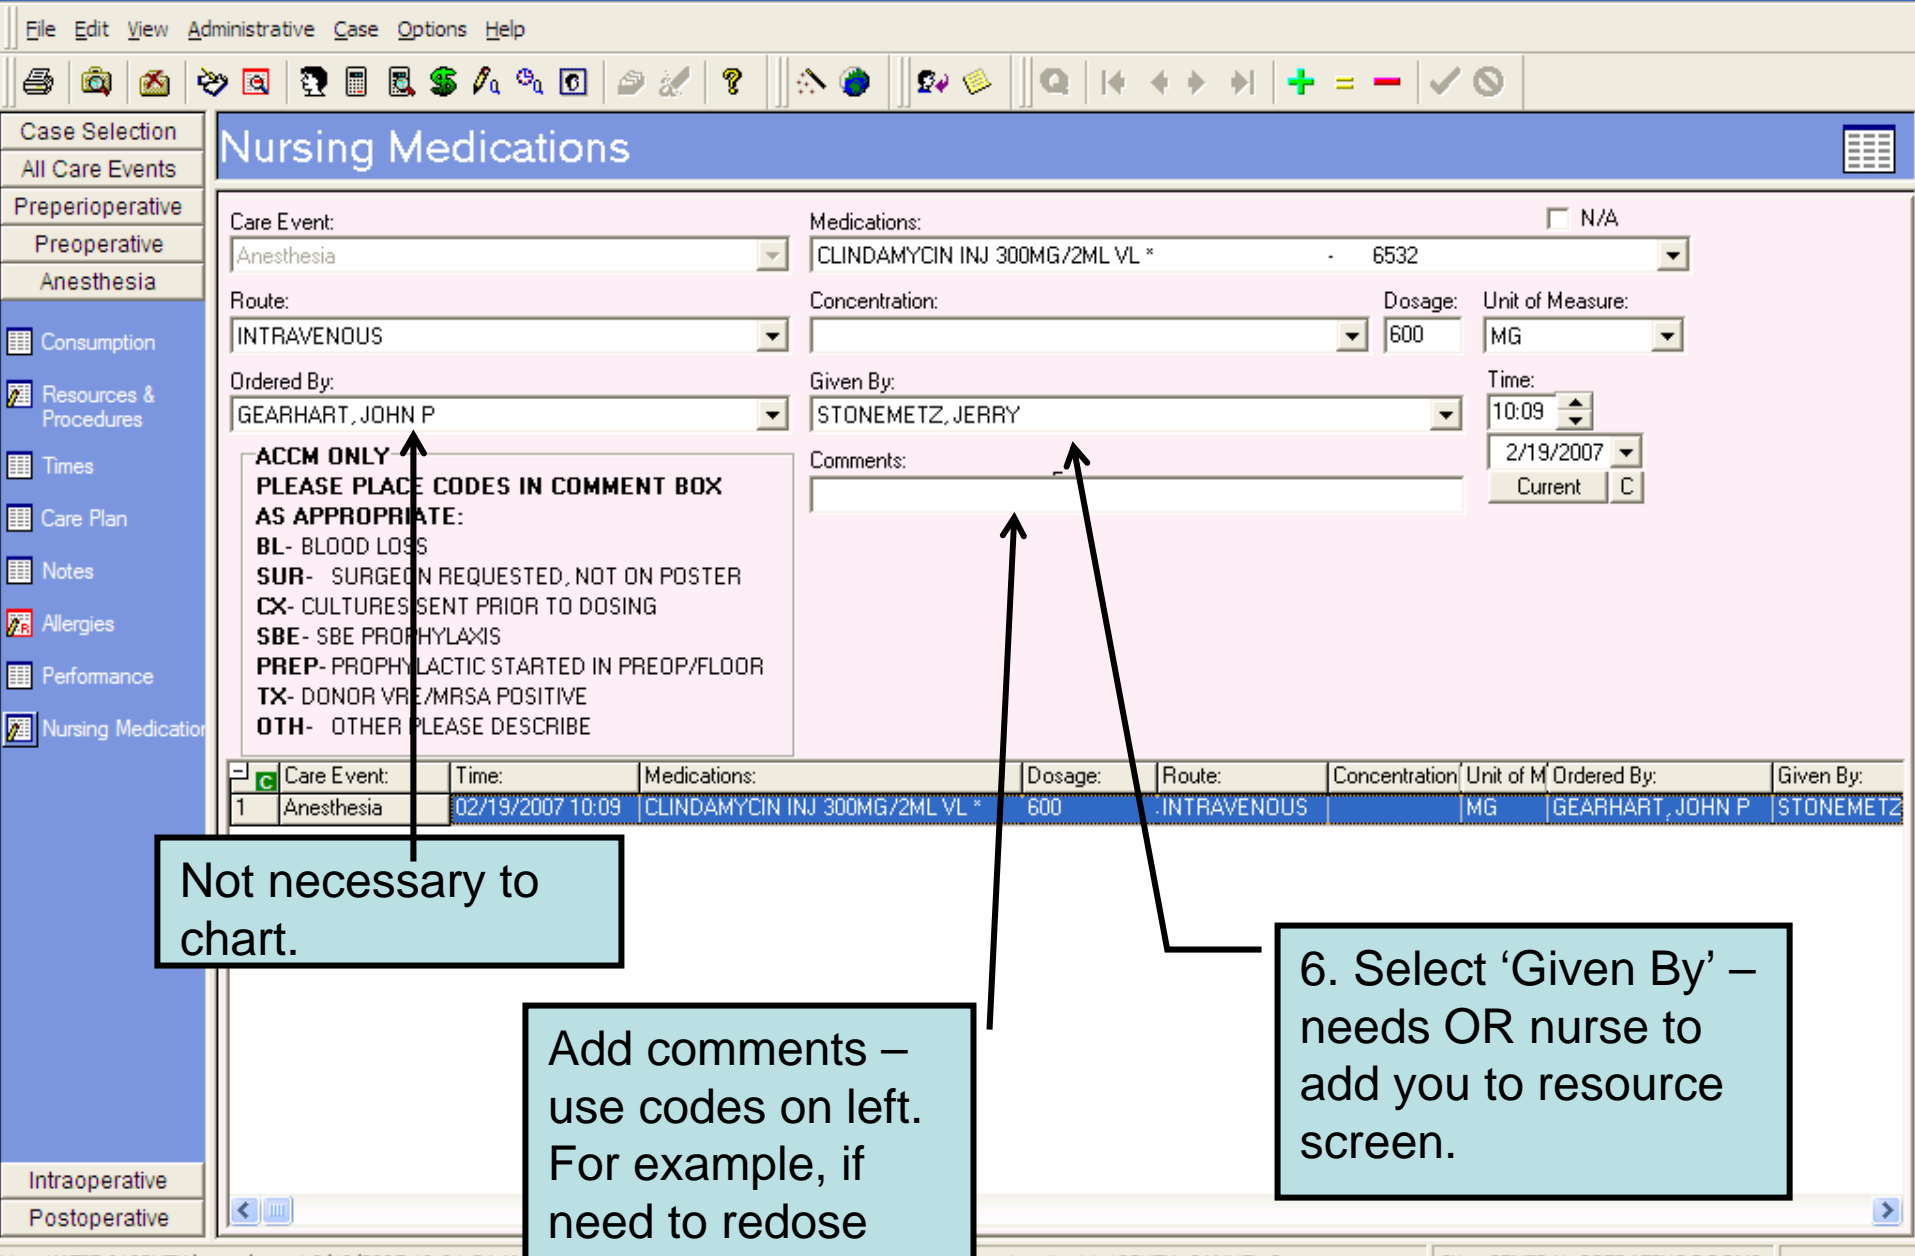 File Edit View Administrative Case Options Help
Case Selection
All Care Events
Preperioperative
Preoperative
Anesthesia
Consumption
Resources &
Procedures
Times
Care Plan
Notes
Allergies
Performance
Nursing Medication
Intraoperative
Postoperative
Nursing Medications
Care Event:
Anesthesia
Medications:
N/A
CLINDAMYCIN INJ 300MG/2ML VL * - 6532
Route:
INTRAVENOUS
Concentration:
Dosage:
600
Unit of Measure:
MG
Ordered By:
GEARHART, JOHN P
Given By:
STONEMETZ, JERRY
Time:
10:09
2/19/2007
Current C
Comments:
ACCM ONLY
PLEASE PLACE CODES IN COMMENT BOX
AS APPROPRIATE:
BL- BLOOD LOSS
SUR- SURGEON REQUESTED, NOT ON POSTER
CX- CULTURES SENT PRIOR TO DOSING
SBE- SBE PROPHYLAXIS
PREP- PROPHYLACTIC STARTED IN PREOP/FLOOR
TX- DONOR VRE/MRSA POSITIVE
OTH- OTHER PLEASE DESCRIBE
C Care Event: Time: Medications: Dosage: Route: Concentration Unit of M Ordered By: Given By:
1 Anesthesia 02/19/2007 10:09 CLINDAMYCIN INJ 300MG/2ML VL * 600 INTRAVENOUS MG GEARHART, JOHN P STONEMETZ
Not necessary to
chart.
Add comments –
use codes on left.
For example, if
need to redose
6. Select ‘Given By’ –
needs OR nurse to
add you to resource
screen.